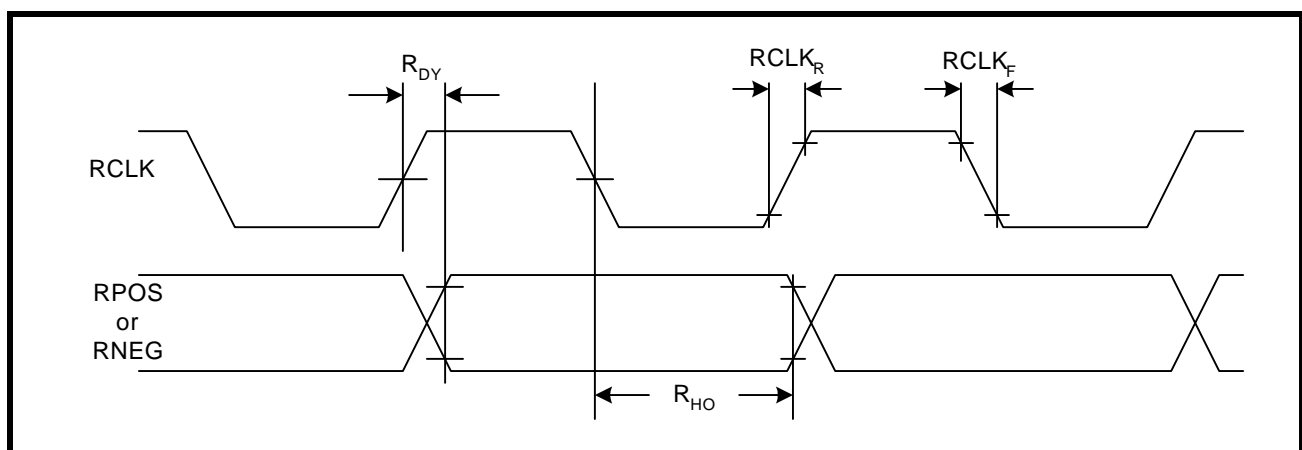 R_DY
RCLK_R
RCLK_F
RCLK
RPOS
or
RNEG
R_HO